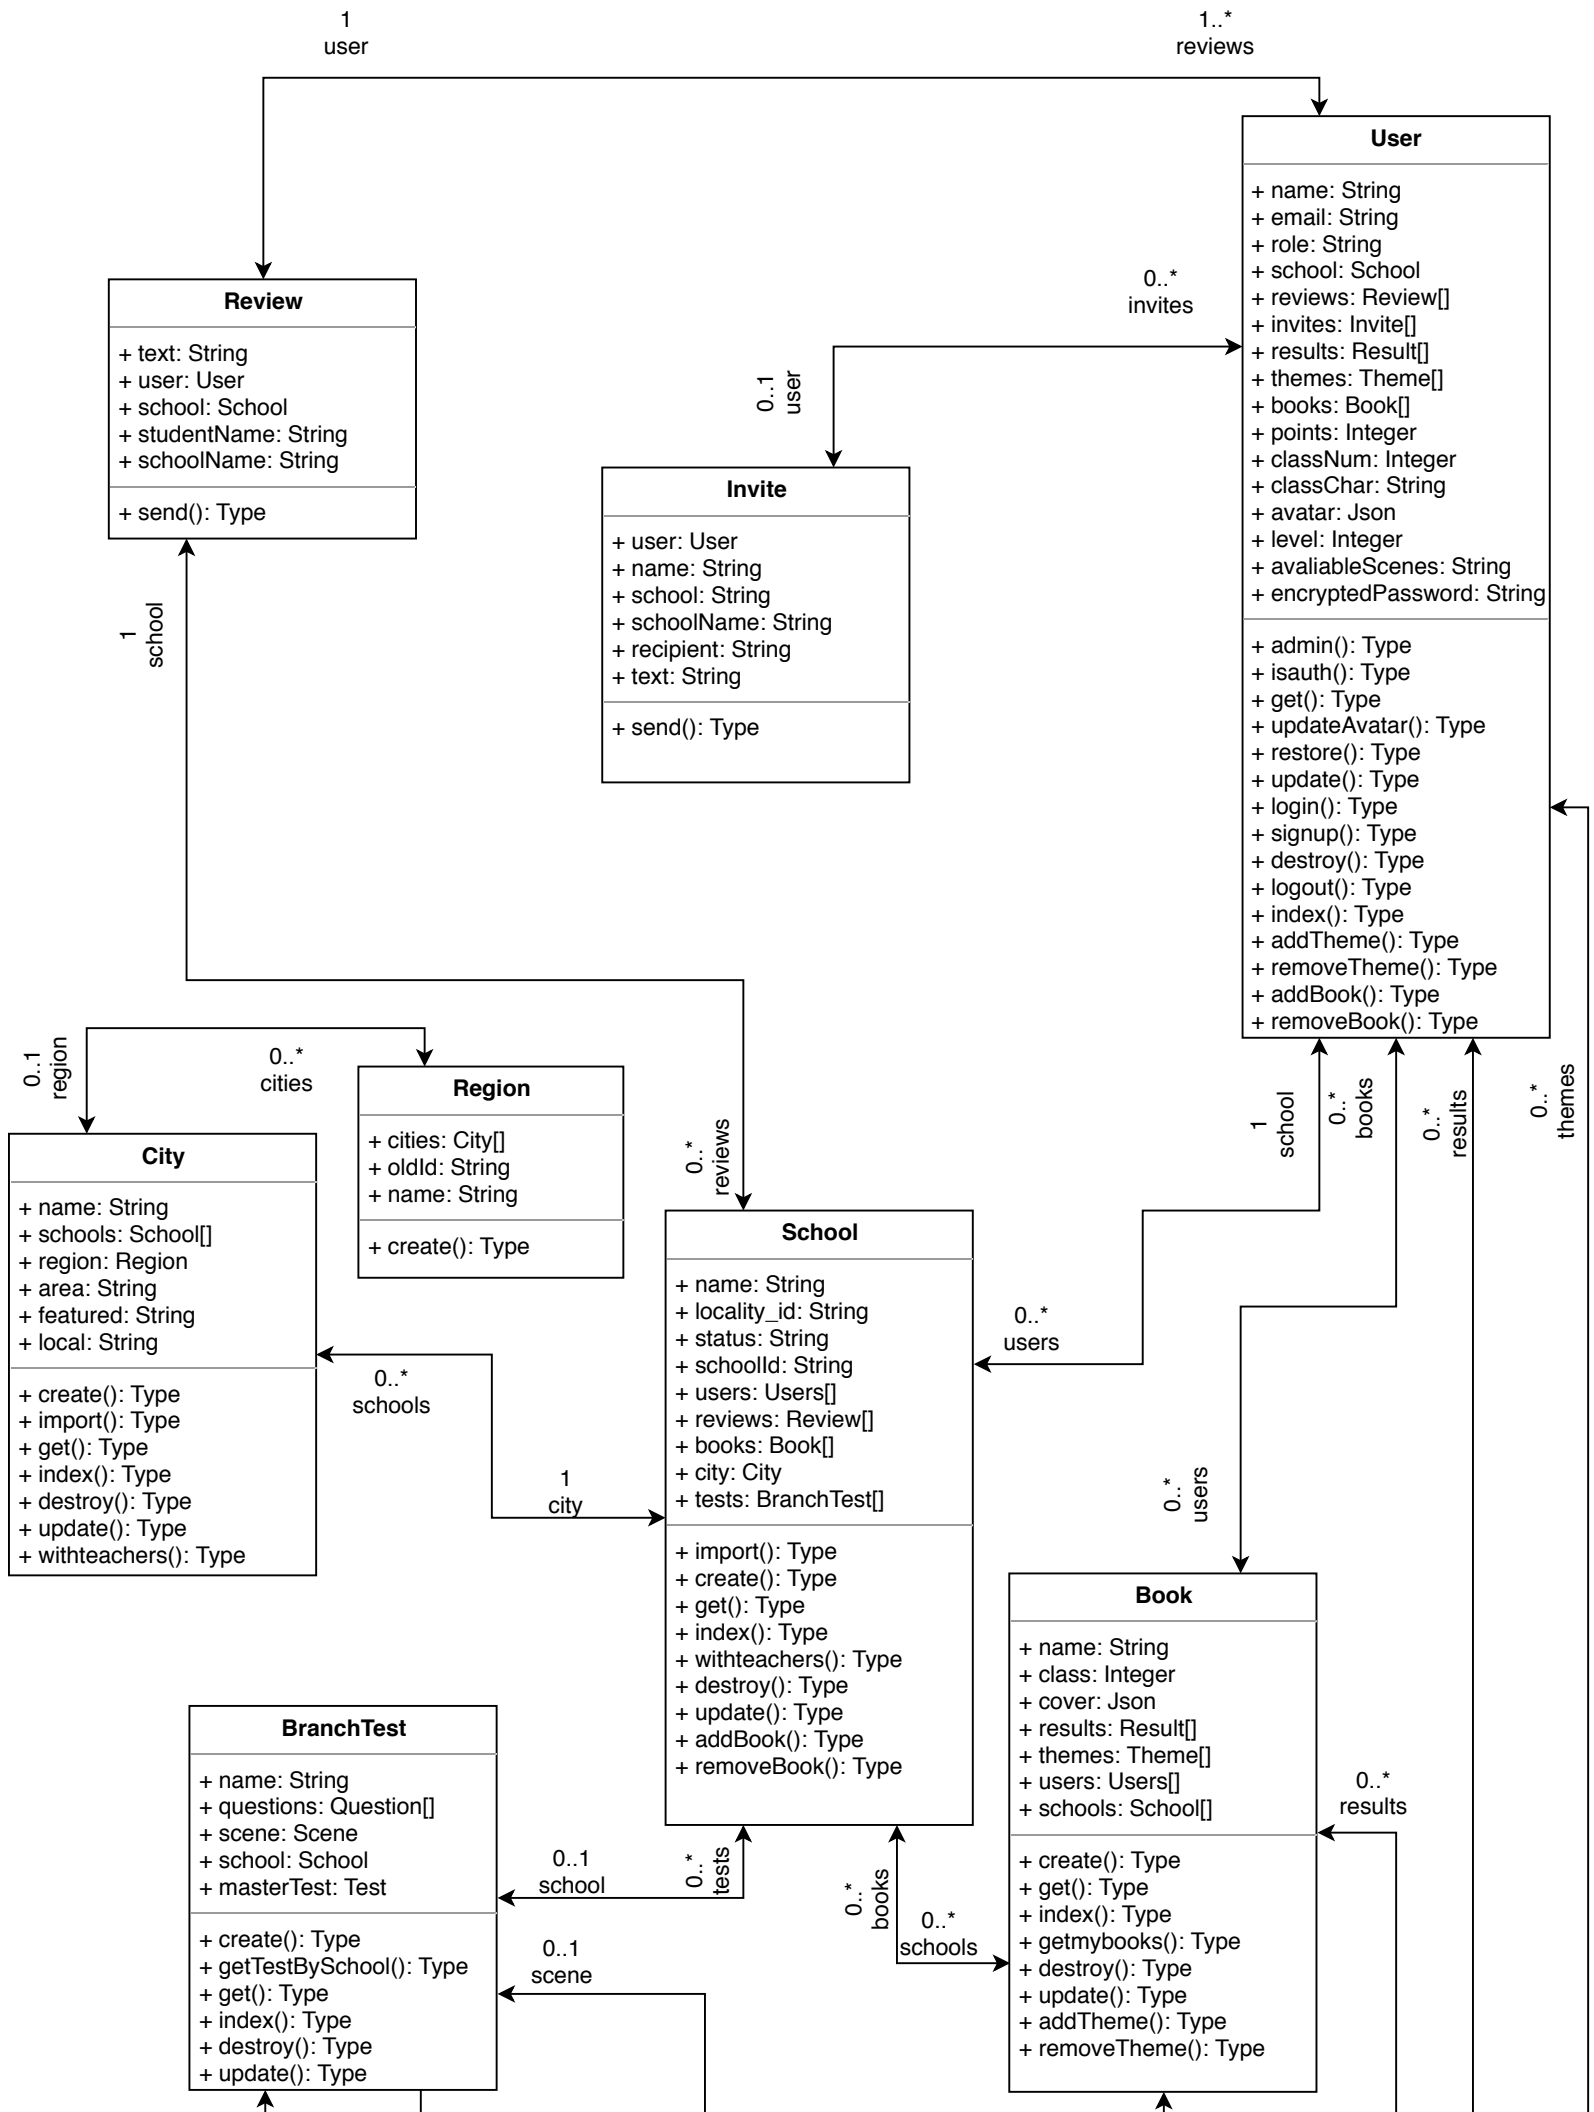 1
user
1..*
reviews
User
+ name: String
+ email: String
+ role: String
+ school: School
+ reviews: Review[]
+ invites: Invite[]
+ results: Result[]
+ themes: Theme[]
+ books: Book[]
+ points: Integer
+ classNum: Integer
+ classChar: String
+ avatar: Json
+ level: Integer
+ avaliableScenes: String
+ encryptedPassword: String
+ admin(): Type
+ isauth(): Type
+ get(): Type
+ updateAvatar(): Type
+ restore(): Type
+ update(): Type
+ login(): Type
+ signup(): Type
+ destroy(): Type
+ logout(): Type
+ index(): Type
+ addTheme(): Type
+ removeTheme(): Type
+ addBook(): Type
+ removeBook(): Type
Review
+ text: String
+ user: User
+ school: School
+ studentName: String
+ schoolName: String
+ send(): Type
0..*
invites
0..1
user
Invite
+ user: User
+ name: String
+ school: String
+ schoolName: String
+ recipient: String
+ text: String
+ send(): Type
1
school
0..1
region
0..*
cities
Region
+ cities: City[]
+ oldId: String
+ name: String
+ create(): Type
City
+ name: String
+ schools: School[]
+ region: Region
+ area: String
+ featured: String
+ local: String
+ create(): Type
+ import(): Type
+ get(): Type
+ index(): Type
+ destroy(): Type
+ update(): Type
+ withteachers(): Type
0..*
schools
1
city
0..*
reviews
School
+ name: String
+ locality_id: String
+ status: String
+ schoolId: String
+ users: Users[]
+ reviews: Review[]
+ books: Book[]
+ city: City
+ tests: BranchTest[]
+ import(): Type
+ create(): Type
+ get(): Type
+ index(): Type
+ withteachers(): Type
+ destroy(): Type
+ update(): Type
+ addBook(): Type
+ removeBook(): Type
0..*
users
1
school
0..*
books
0..*
results
0..*
themes
0..*
users
Book
+ name: String
+ class: Integer
+ cover: Json
+ results: Result[]
+ themes: Theme[]
+ users: Users[]
+ schools: School[]
+ create(): Type
+ get(): Type
+ index(): Type
+ getmybooks(): Type
+ destroy(): Type
+ update(): Type
+ addTheme(): Type
+ removeTheme(): Type
0..*
results
BranchTest
+ name: String
+ questions: Question[]
+ scene: Scene
+ school: School
+ masterTest: Test
+ create(): Type
+ getTestBySchool(): Type
+ get(): Type
+ index(): Type
+ destroy(): Type
+ update(): Type
0..1
school
0..*
tests
0..*
books
0..*
schools
0..1
scene